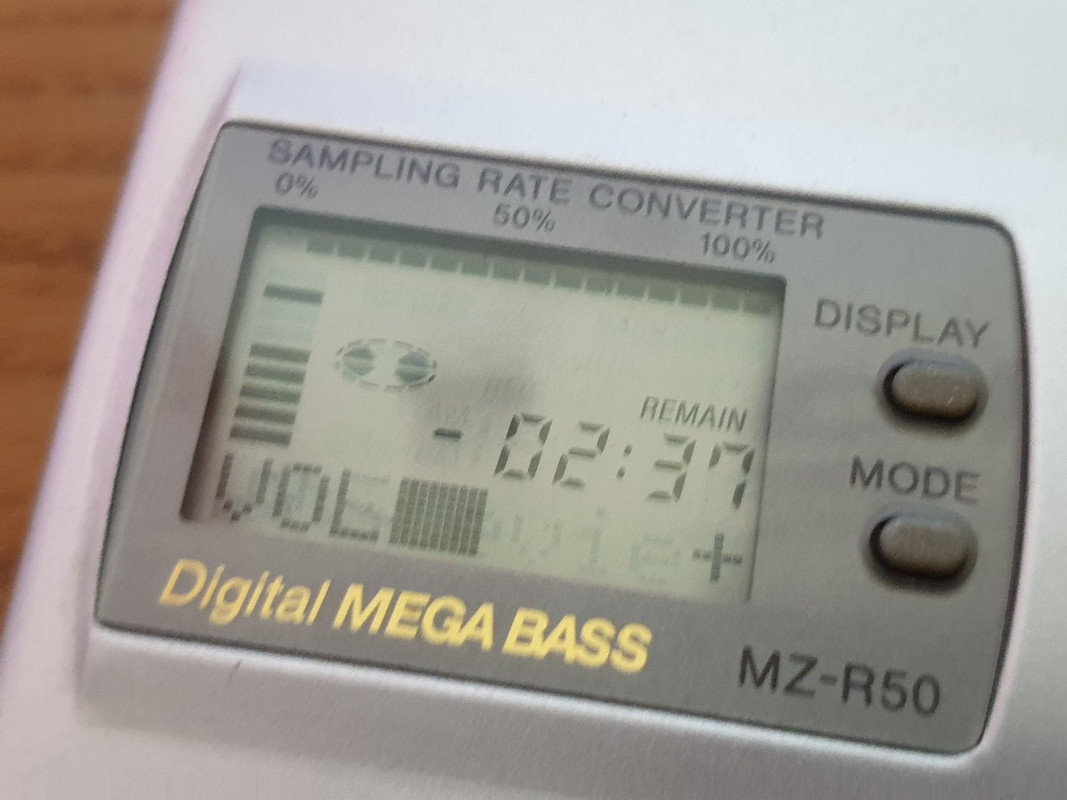 SAMPLING RATE CONVERTER
0% 50% 100%
DISPLAY
REMAIN
- 02:37
MODE
VOL +
Digital MEGA BASS
MZ-R50